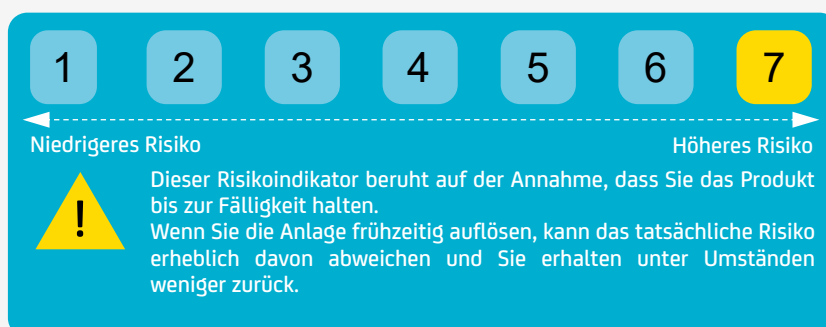 1 2 3 4 5 6 7
Niedrigeres Risiko Höheres Risiko
! Dieser Risikoindikator beruht auf der Annahme, dass Sie das Produkt
bis zur Fälligkeit halten.
Wenn Sie die Anlage frühzeitig auflösen, kann das tatsächliche Risiko
erheblich davon abweichen und Sie erhalten unter Umständen
weniger zurück.